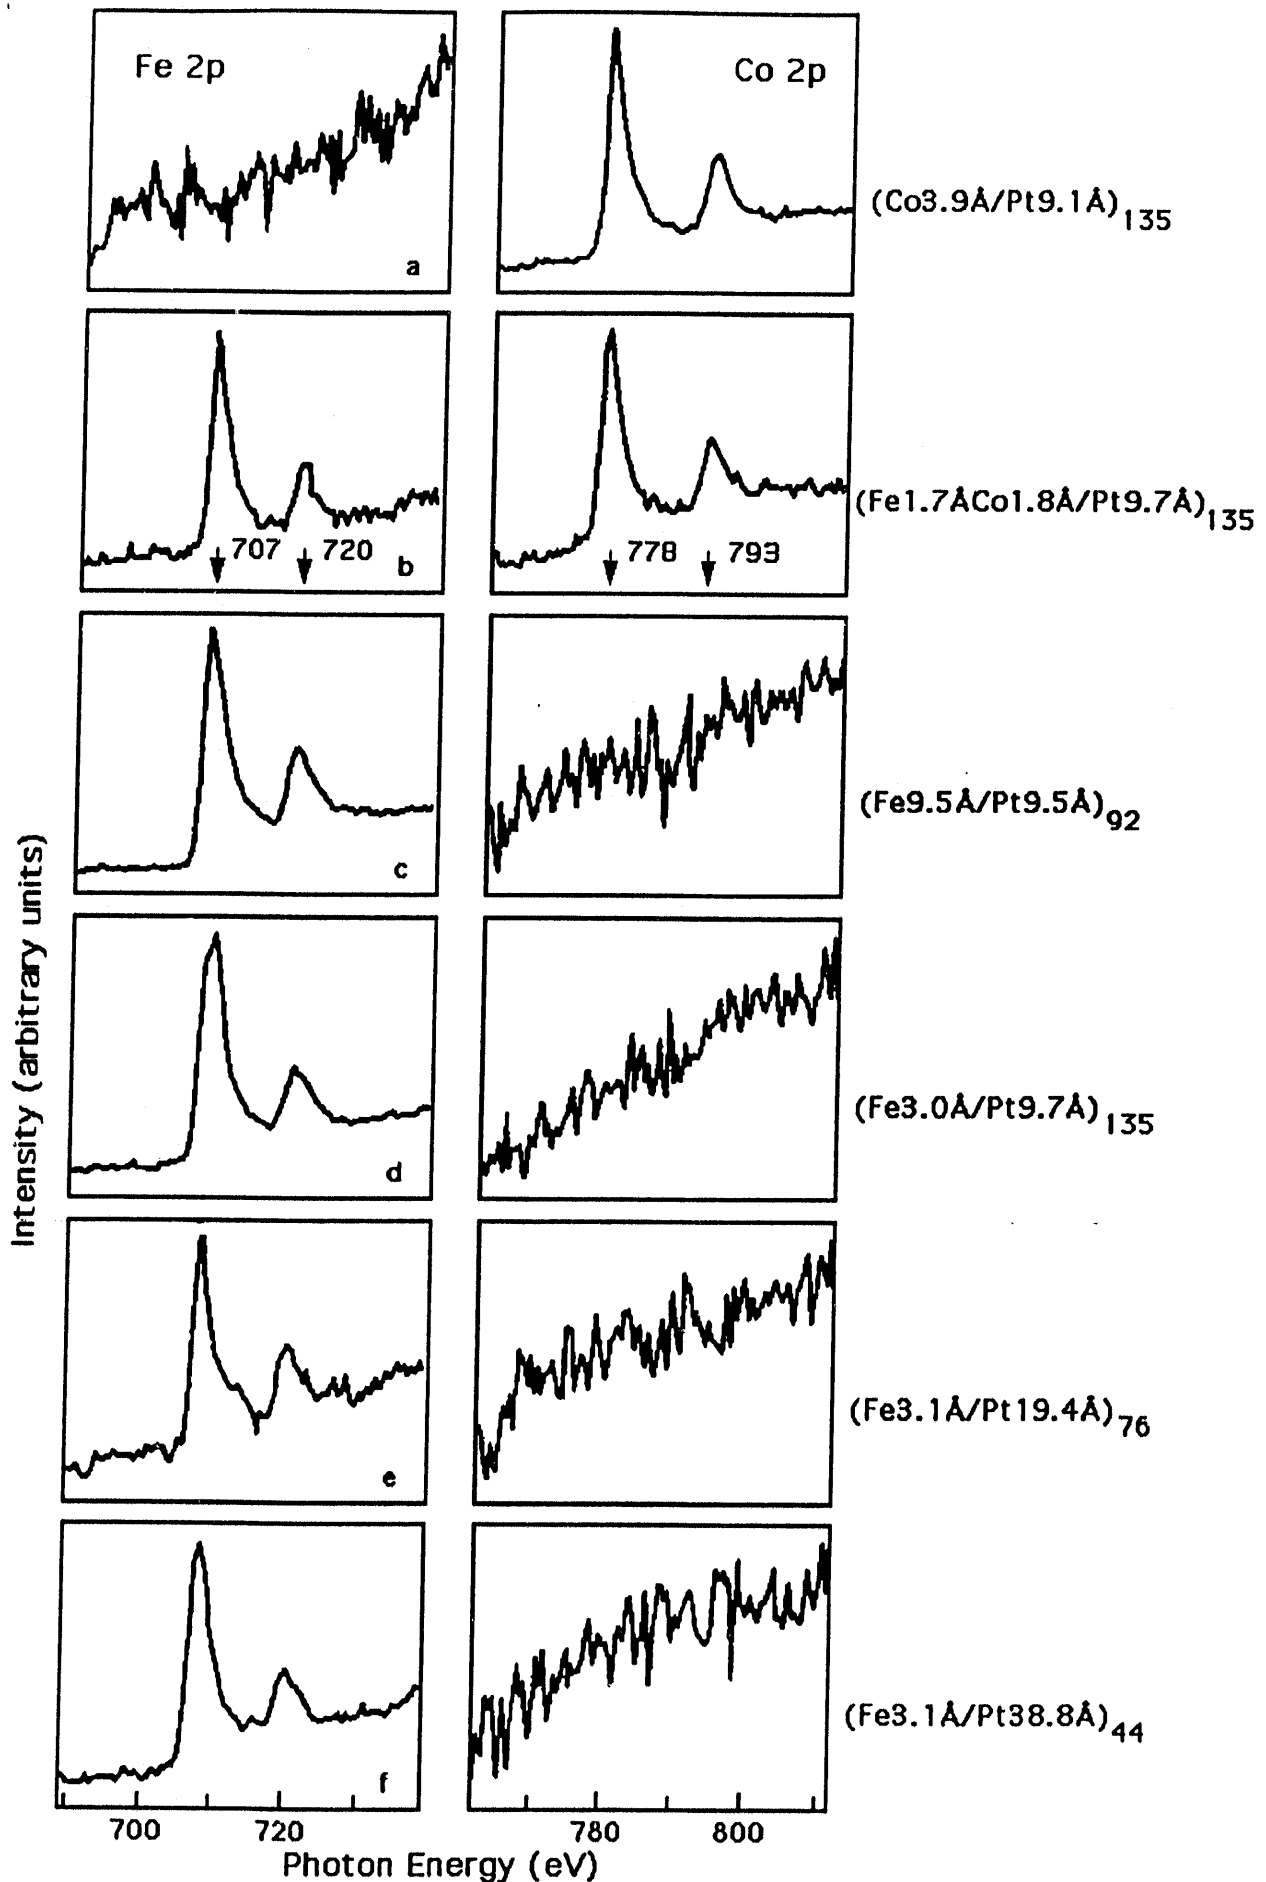 Fe 2p
Co 2p
(Co3.9Å/Pt9.1Å)135
a
707 720
b
778 793
(Fe1.7ÅCo1.8Å/Pt9.7Å)135
c
(Fe9.5Å/Pt9.5Å)92
d
(Fe3.0Å/Pt9.7Å)135
e
(Fe3.1Å/Pt19.4Å)76
f
(Fe3.1Å/Pt38.8Å)44
Intensity (arbitrary units)
700 720
780 800
Photon Energy (eV)